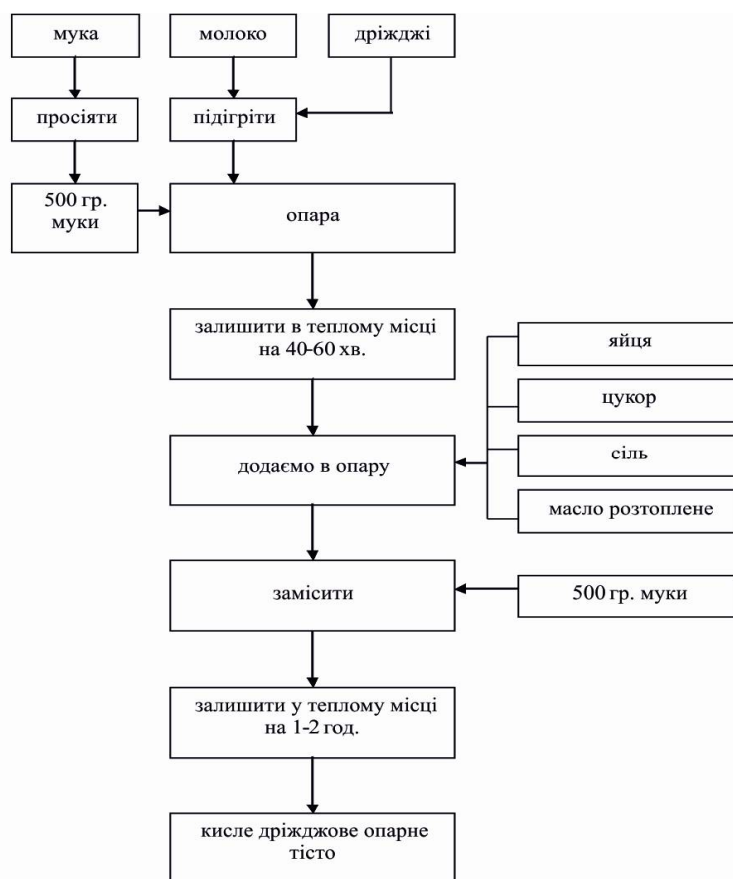 мука
молоко
дріжджі
просіяти
підігріти
500 гр.
муки
опара
залишити в теплому місці
на 40-60 хв.
яйця
цукор
додаємо в опару
сіль
масло розтоплене
замісити
500 гр. муки
залишити у теплому місці
на 1-2 год.
кисле дріжджове опарне
тісто